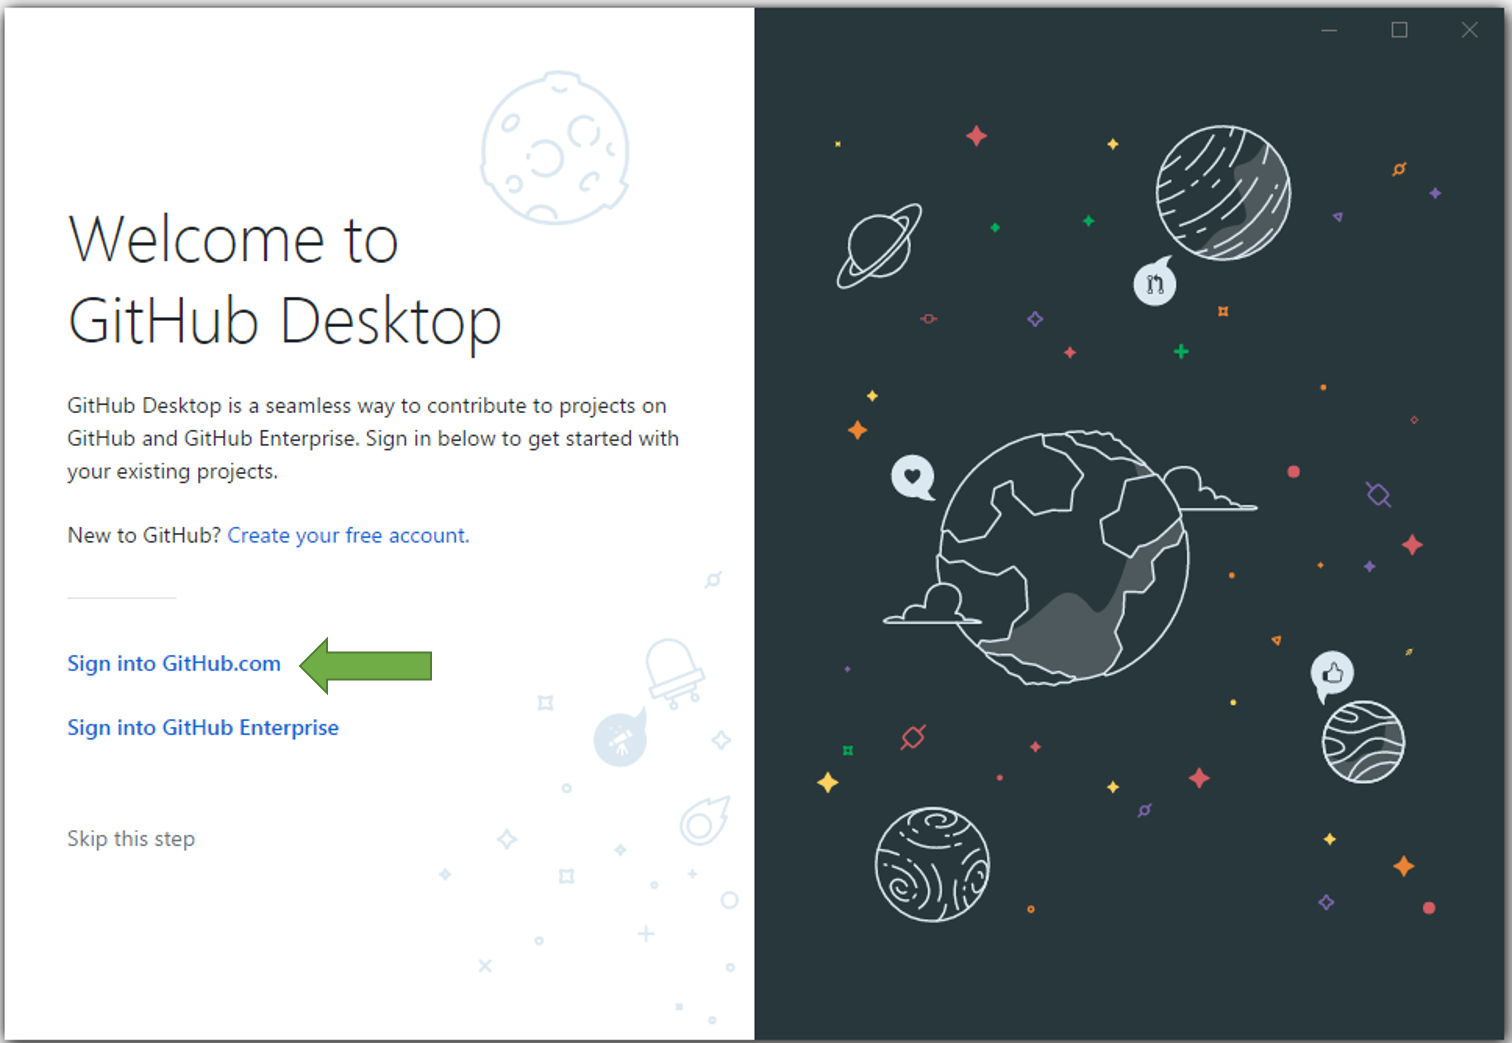 Welcome to
GitHub Desktop
GitHub Desktop is a seamless way to contribute to projects on
GitHub and GitHub Enterprise. Sign in below to get started with
your existing projects.
New to GitHub? Create your free account.
Sign into GitHub.com
Sign into GitHub Enterprise
Skip this step